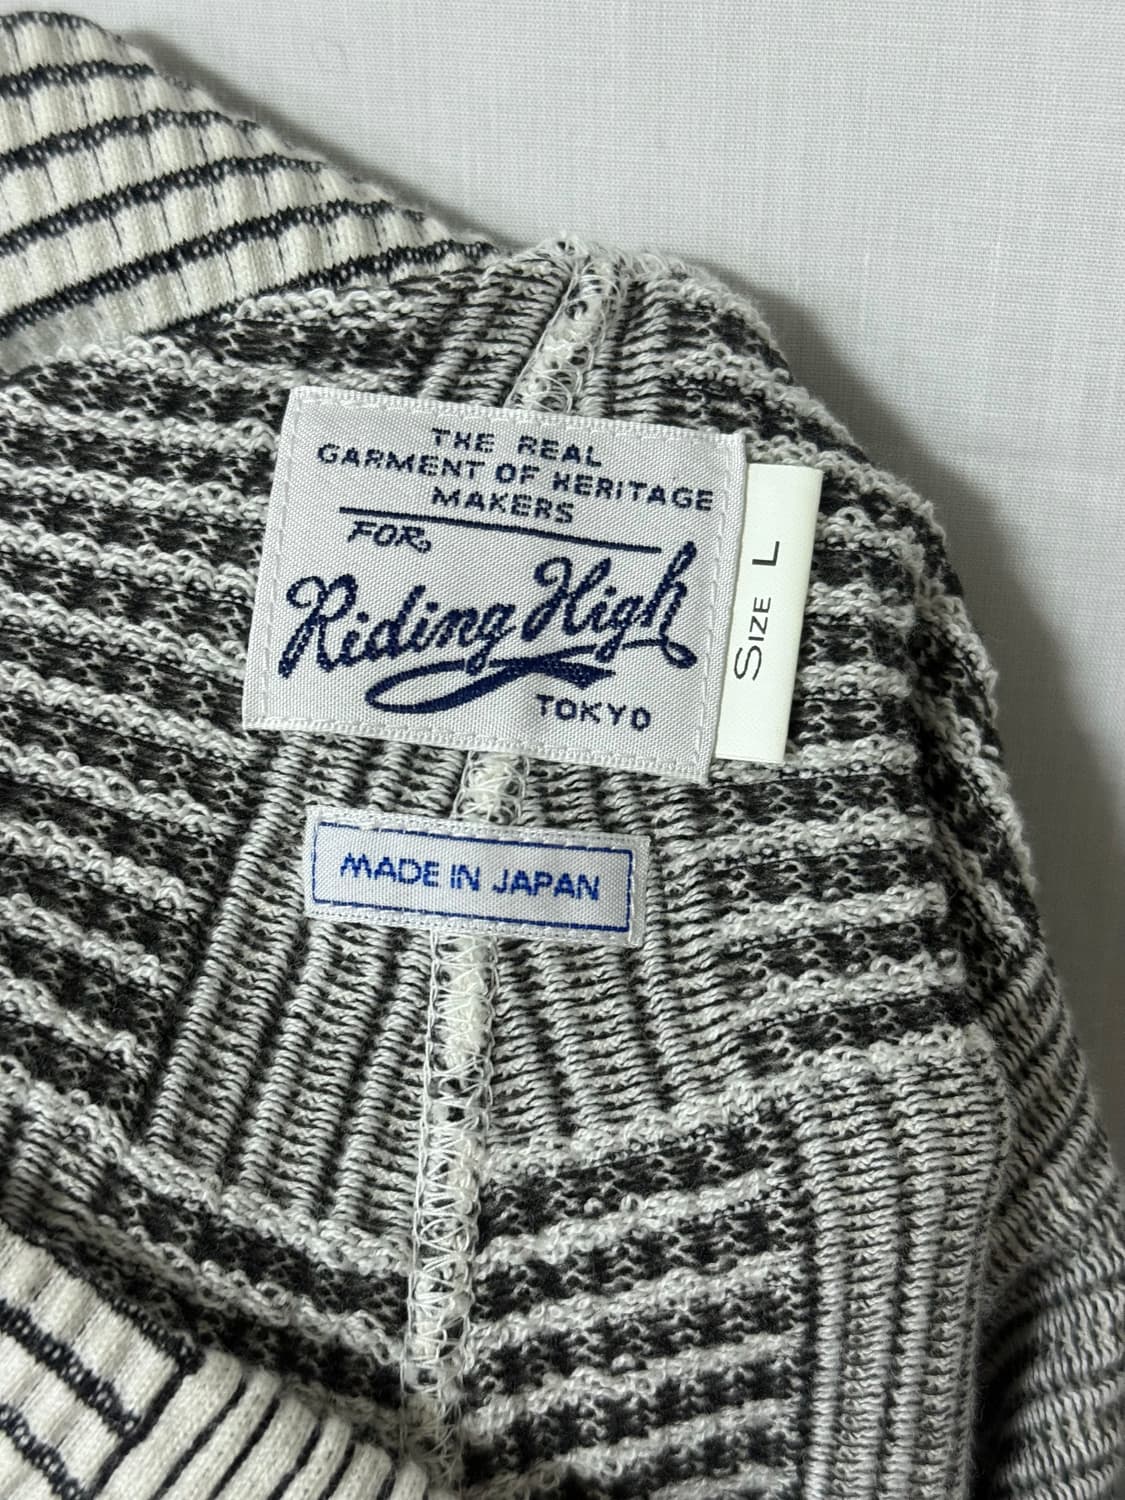 THE REAL
GARMENT OF HERITAGE
MAKERS
FOR
Riding High
TOKYO
SIZE L
MADE IN JAPAN